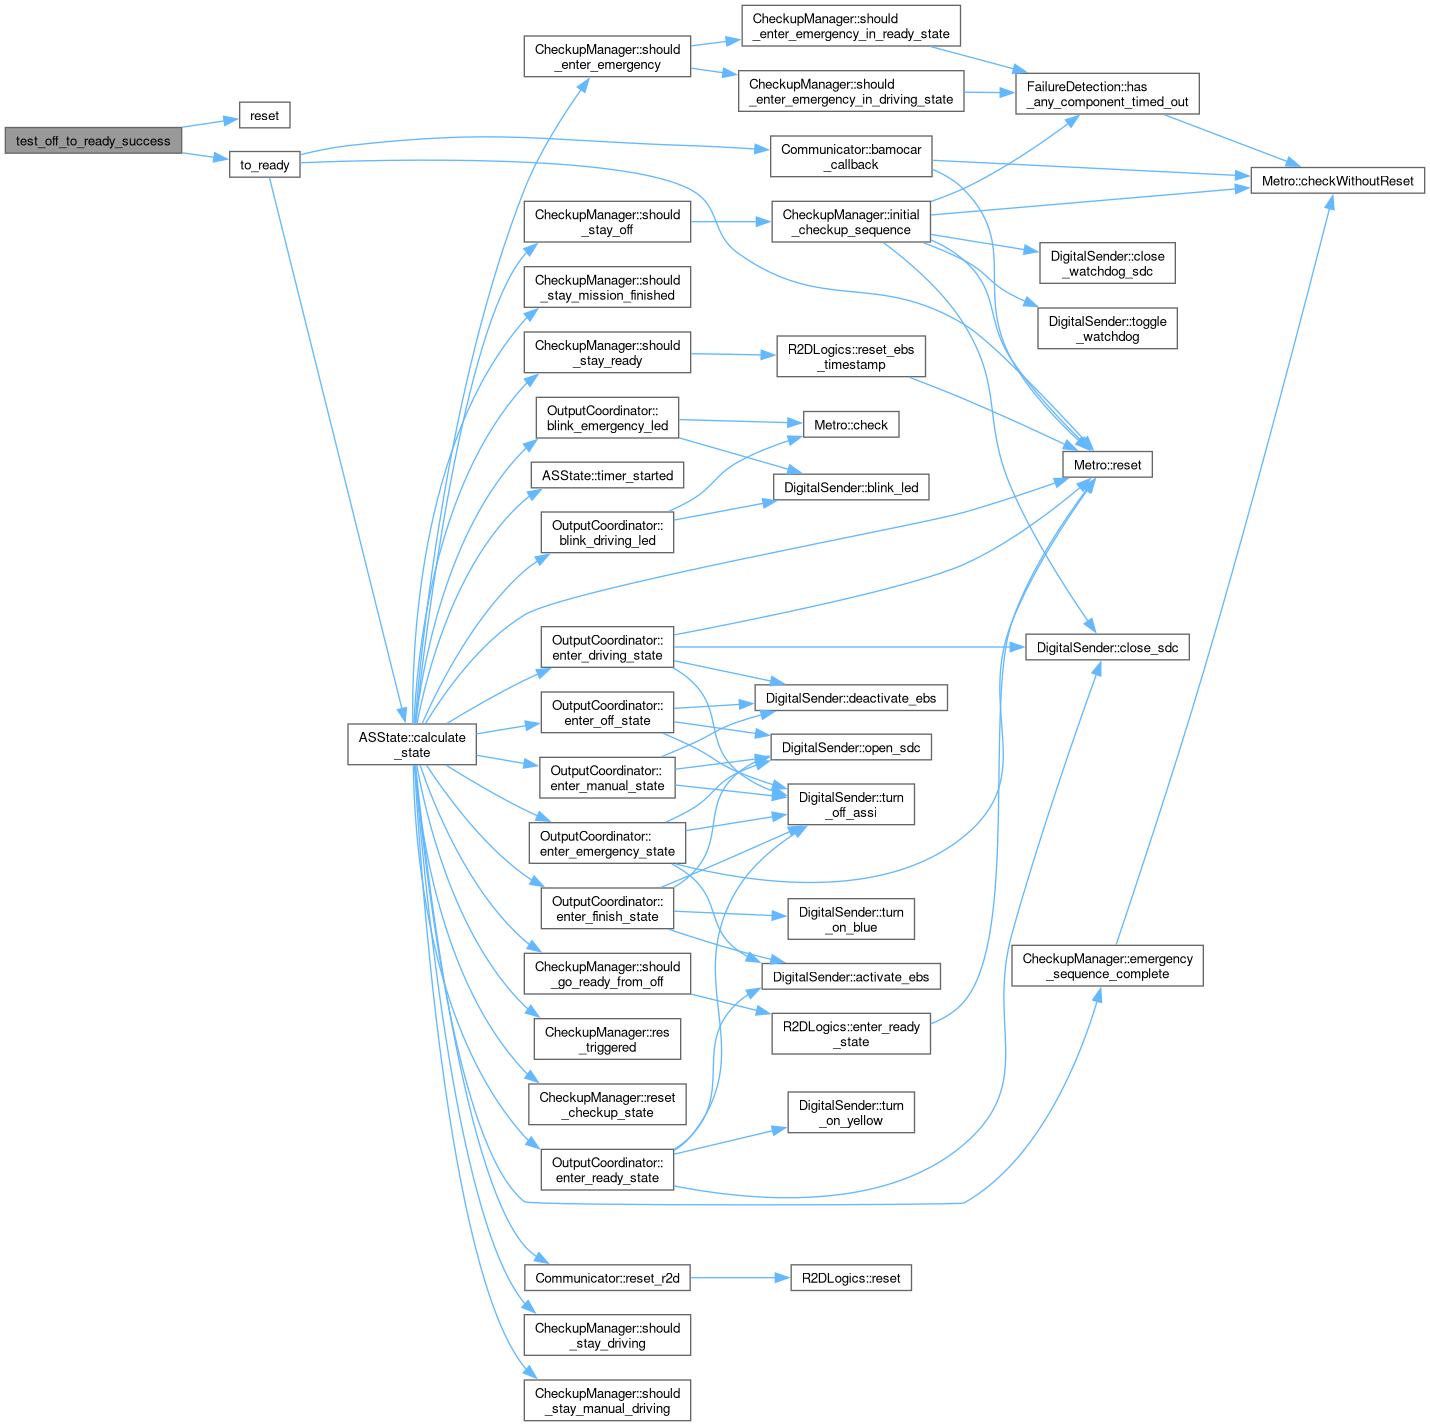 test_off_to_ready_success
reset
to_ready
ASState::calculate
_state
CheckupManager::should
_enter_emergency
CheckupManager::should
_stay_off
CheckupManager::should
_stay_mission_finished
CheckupManager::should
_stay_ready
OutputCoordinator::
blink_emergency_led
ASState::timer_started
OutputCoordinator::
blink_driving_led
OutputCoordinator::
enter_driving_state
OutputCoordinator::
enter_off_state
OutputCoordinator::
enter_manual_state
OutputCoordinator::
enter_emergency_state
OutputCoordinator::
enter_finish_state
CheckupManager::should
_go_ready_from_off
CheckupManager::res
_triggered
CheckupManager::reset
_checkup_state
OutputCoordinator::
enter_ready_state
Communicator::reset_r2d
CheckupManager::should
_stay_driving
CheckupManager::should
_stay_manual_driving
CheckupManager::should
_enter_emergency_in_ready_state
CheckupManager::should
_enter_emergency_in_driving_state
Communicator::bamocar
_callback
CheckupManager::initial
_checkup_sequence
R2DLogics::reset_ebs
_timestamp
Metro::check
DigitalSender::blink_led
DigitalSender::deactivate_ebs
DigitalSender::open_sdc
DigitalSender::turn
_off_assi
DigitalSender::turn
_on_blue
DigitalSender::activate_ebs
R2DLogics::enter_ready
_state
DigitalSender::turn
_on_yellow
R2DLogics::reset
FailureDetection::has
_any_component_timed_out
DigitalSender::close
_watchdog_sdc
DigitalSender::toggle
_watchdog
Metro::reset
DigitalSender::close_sdc
CheckupManager::emergency
_sequence_complete
Metro::checkWithoutReset